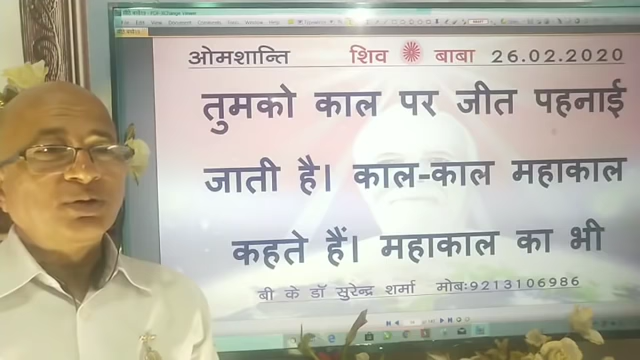 ओमशान्ति शिव बाबा 26.02.2020
तुमको काल पर जीत पहनाई
जाती है। काल-काल महाकाल
कहते हैं। महाकाल का भी
बी के डॉ सुरेन्द्र शर्मा मोबः9213106986